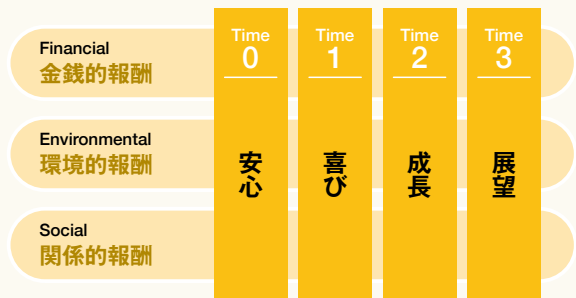 Financial
金銭的報酬
Environmental
環境的報酬
Social
関係的報酬
Time
0
安心
Time
1
喜び
Time
2
成長
Time
3
展望